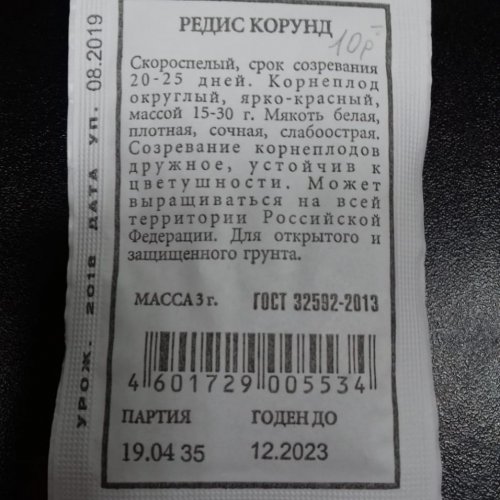 РЕДИС КОРУНД
10р
Скороспелый, срок созревания
20-25 дней. Корнеплод
округлый, ярко-красный,
массой 15-30 г. Мякоть белая,
плотная, сочная, слабоострая.
Созревание корнеплодов
дружное, устойчив к
цветушности. Может
выращиваться на всей
территории Российской
Федерации. Для открытого и
защищенного грунта.
МАССА 3 г. ГОСТ 32592-2013
4 601729 005534
ПАРТИЯ ГОДЕН ДО
19.04 35 12.2023
УРОЖ. 2018 ДАТА УП. 08.2019